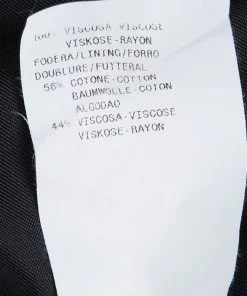 100% VISCOSA VISCOSE
VISKOSE-RAYON
FODERA/LINING/FORRO
DOUBLURE/FUTTERAL
56% COTONE-COTTON
BAUMWOLLE-COTON
ALGODAO
44% VISCOSA-VISCOSE
VISKOSE-RAYON